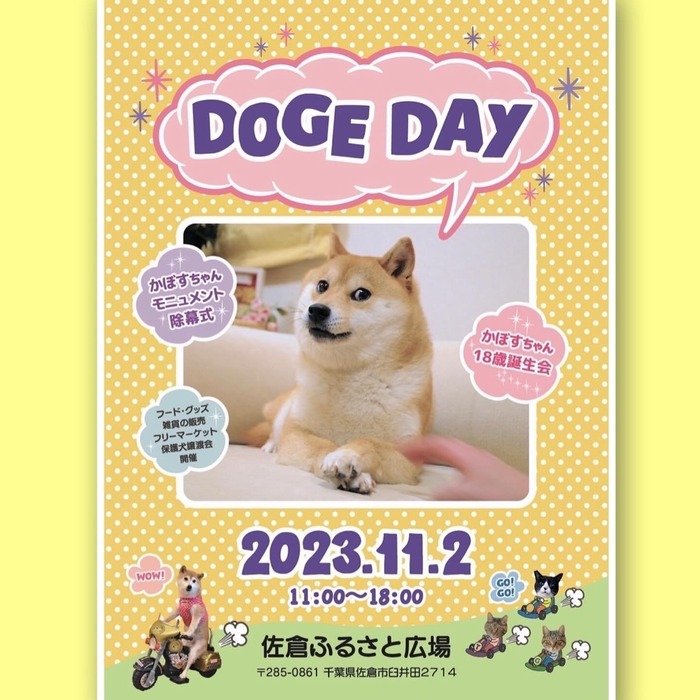 DOGE DAY
かぼすちゃん
モニュメント
除幕式
かぼすちゃん
18歳誕生会
フード・グッズ
雑貨の販売
フリーマーケット
保護犬譲渡会
開催
2023.11.2
11:00〜18:00
WOW!
GO!
GO!
佐倉ふるさと広場
〒285-0861 千葉県佐倉市臼井田2714